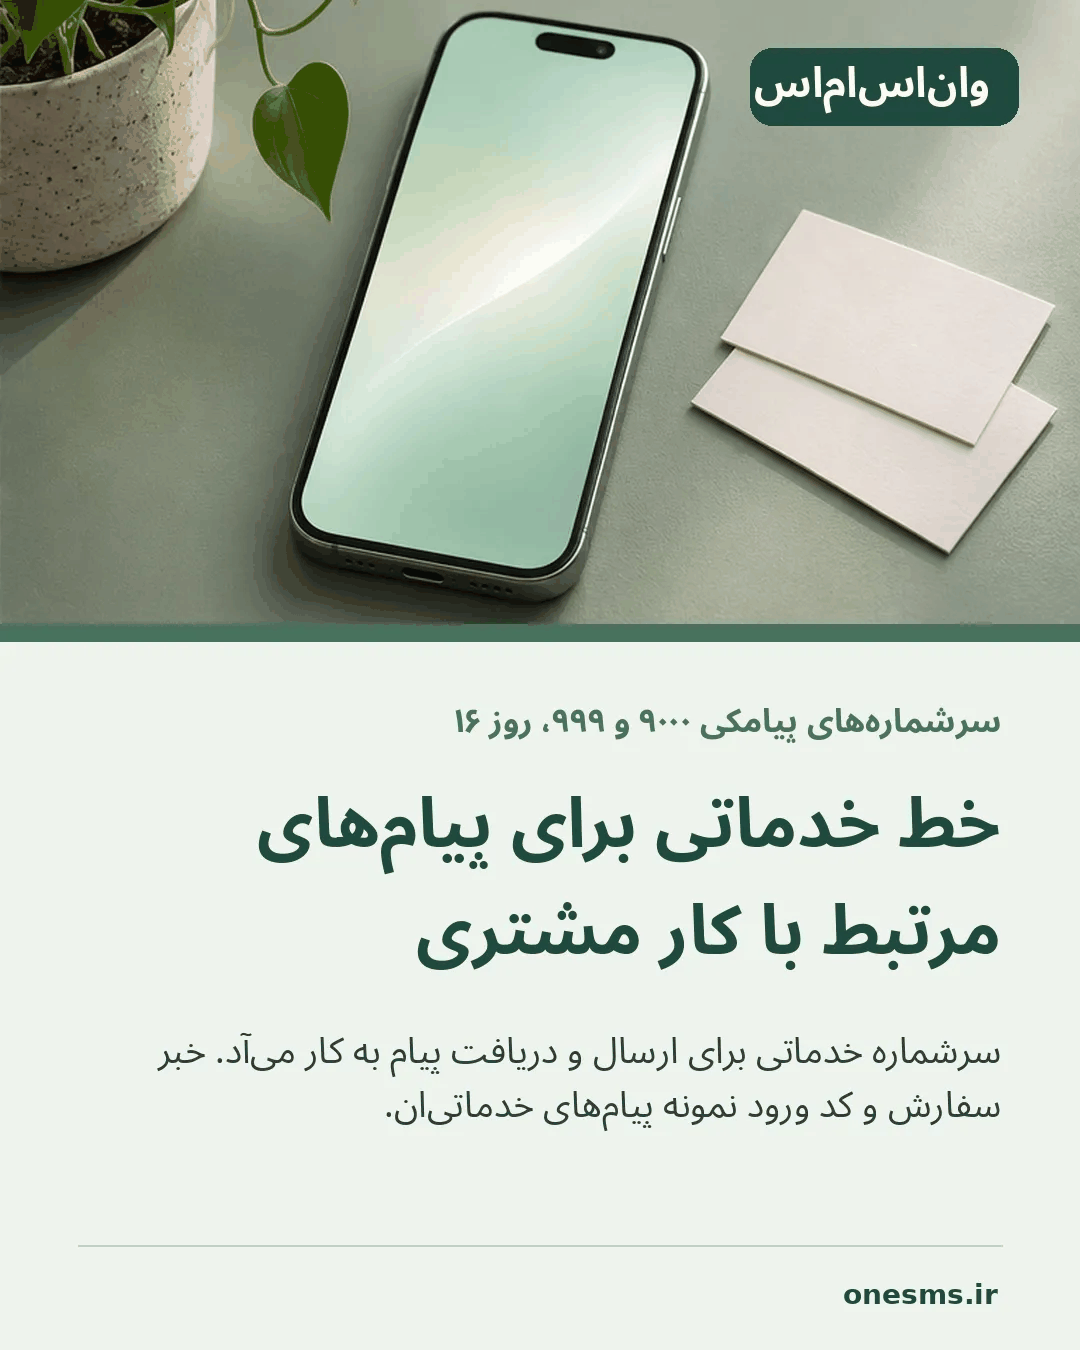 وان‌اس‌ام‌اس
سرشماره‌های پیامکی ۹۰۰۰ و ۹۹۹، روز ۱۶
خط خدماتی برای پیام‌های
مرتبط با کار مشتری
سرشماره خدماتی برای ارسال و دریافت پیام به کار می‌آد. خبر
سفارش و کد ورود نمونه پیام‌های خدماتی‌ان.
onesms.ir